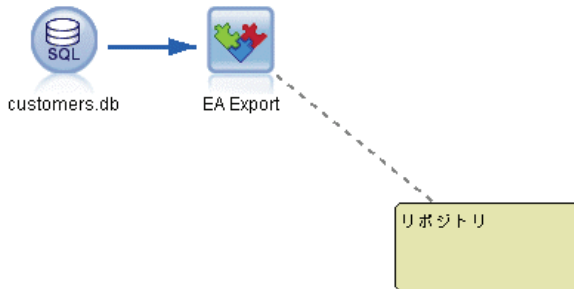 SQL
customers.db
EA Export
リポジトリ